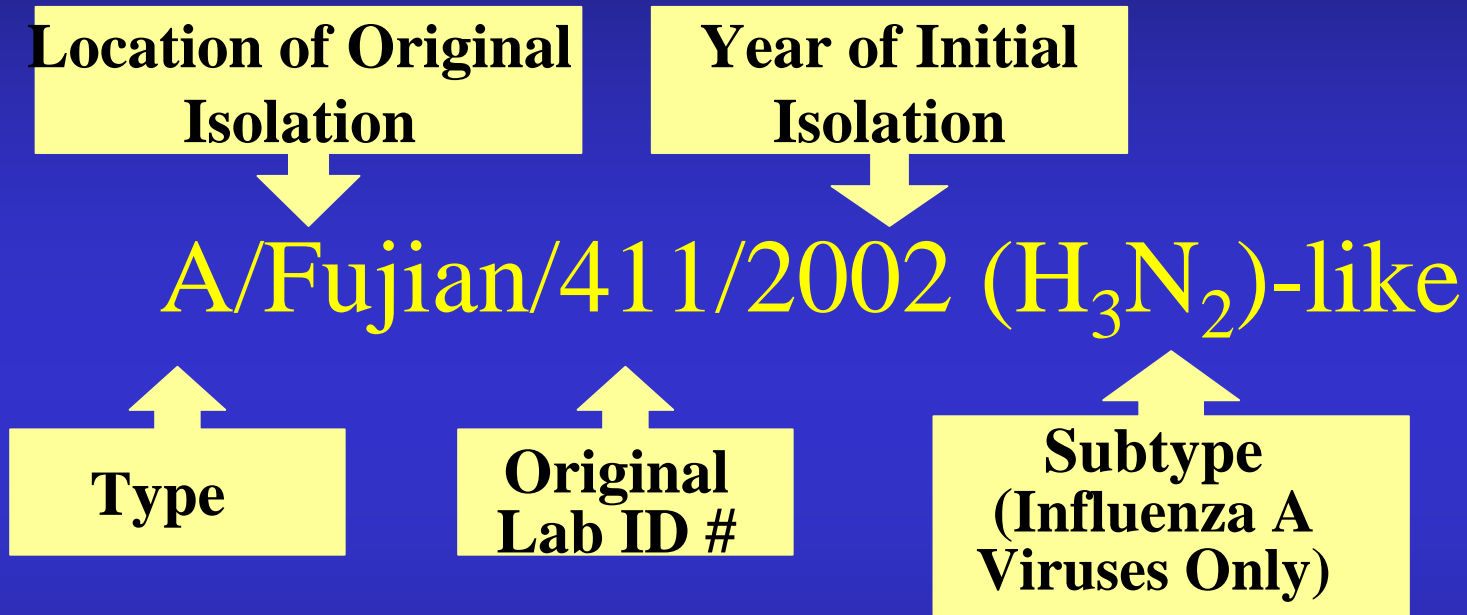 Location of Original
Isolation
Year of Initial
Isolation
A/Fujian/411/2002 (H₃N₂)-like
Type
Original
Lab ID #
Subtype
(Influenza A
Viruses Only)